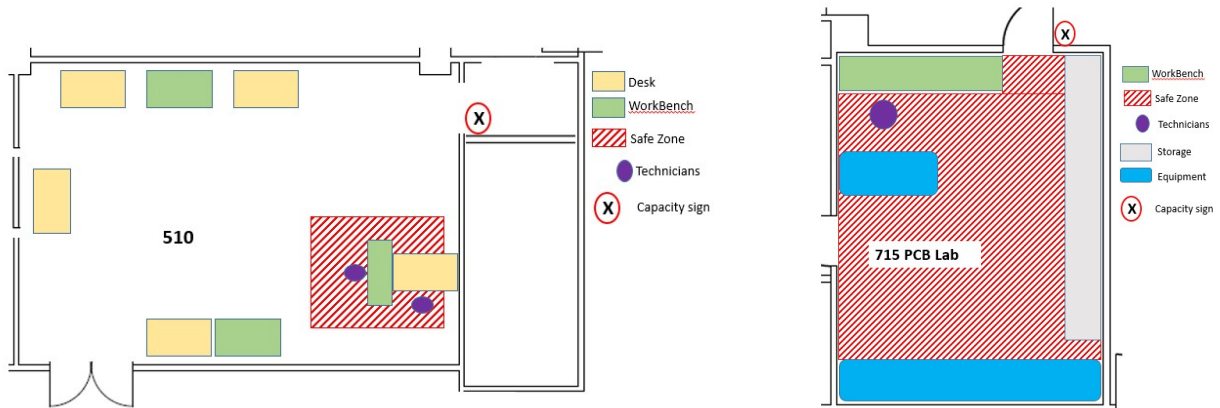 X
Desk
WorkBench
Safe Zone
Technicians
X Capacity sign
510
X
WorkBench
Safe Zone
Technicians
Storage
Equipment
X Capacity sign
715 PCB Lab